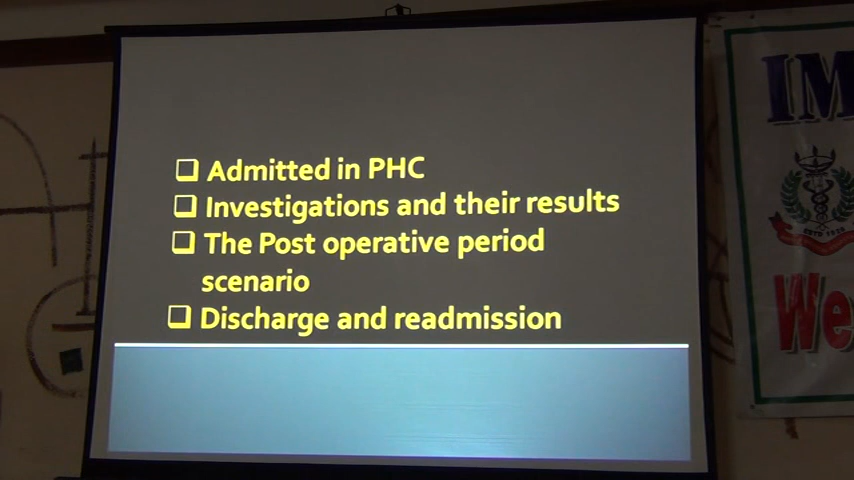 ❑ Admitted in PHC
❑ Investigations and their results
❑ The Post operative period
scenario
❑ Discharge and readmission
IM
We